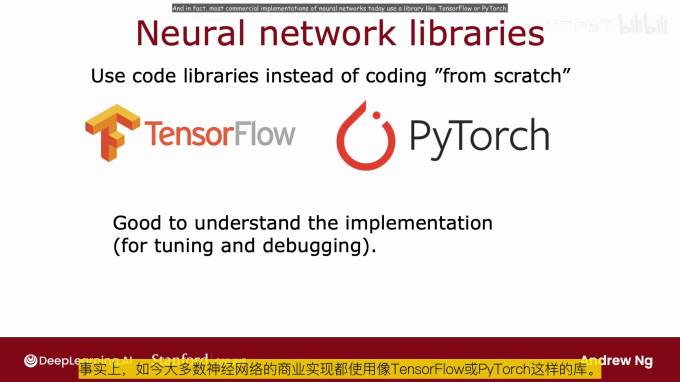 And in fact, most commercial implementations of neural networks today use a library like TensorFlow or PyTorch.
bilibili
Neural network libraries
Use code libraries instead of coding ”from scratch”
TensorFlow
PyTorch
Good to understand the implementation
(for tuning and debugging).
DeepLearning.AI
Stanford
Andrew Ng
事实上，如今大多数神经网络的商业实现都使用像TensorFlow或PyTorch这样的库。